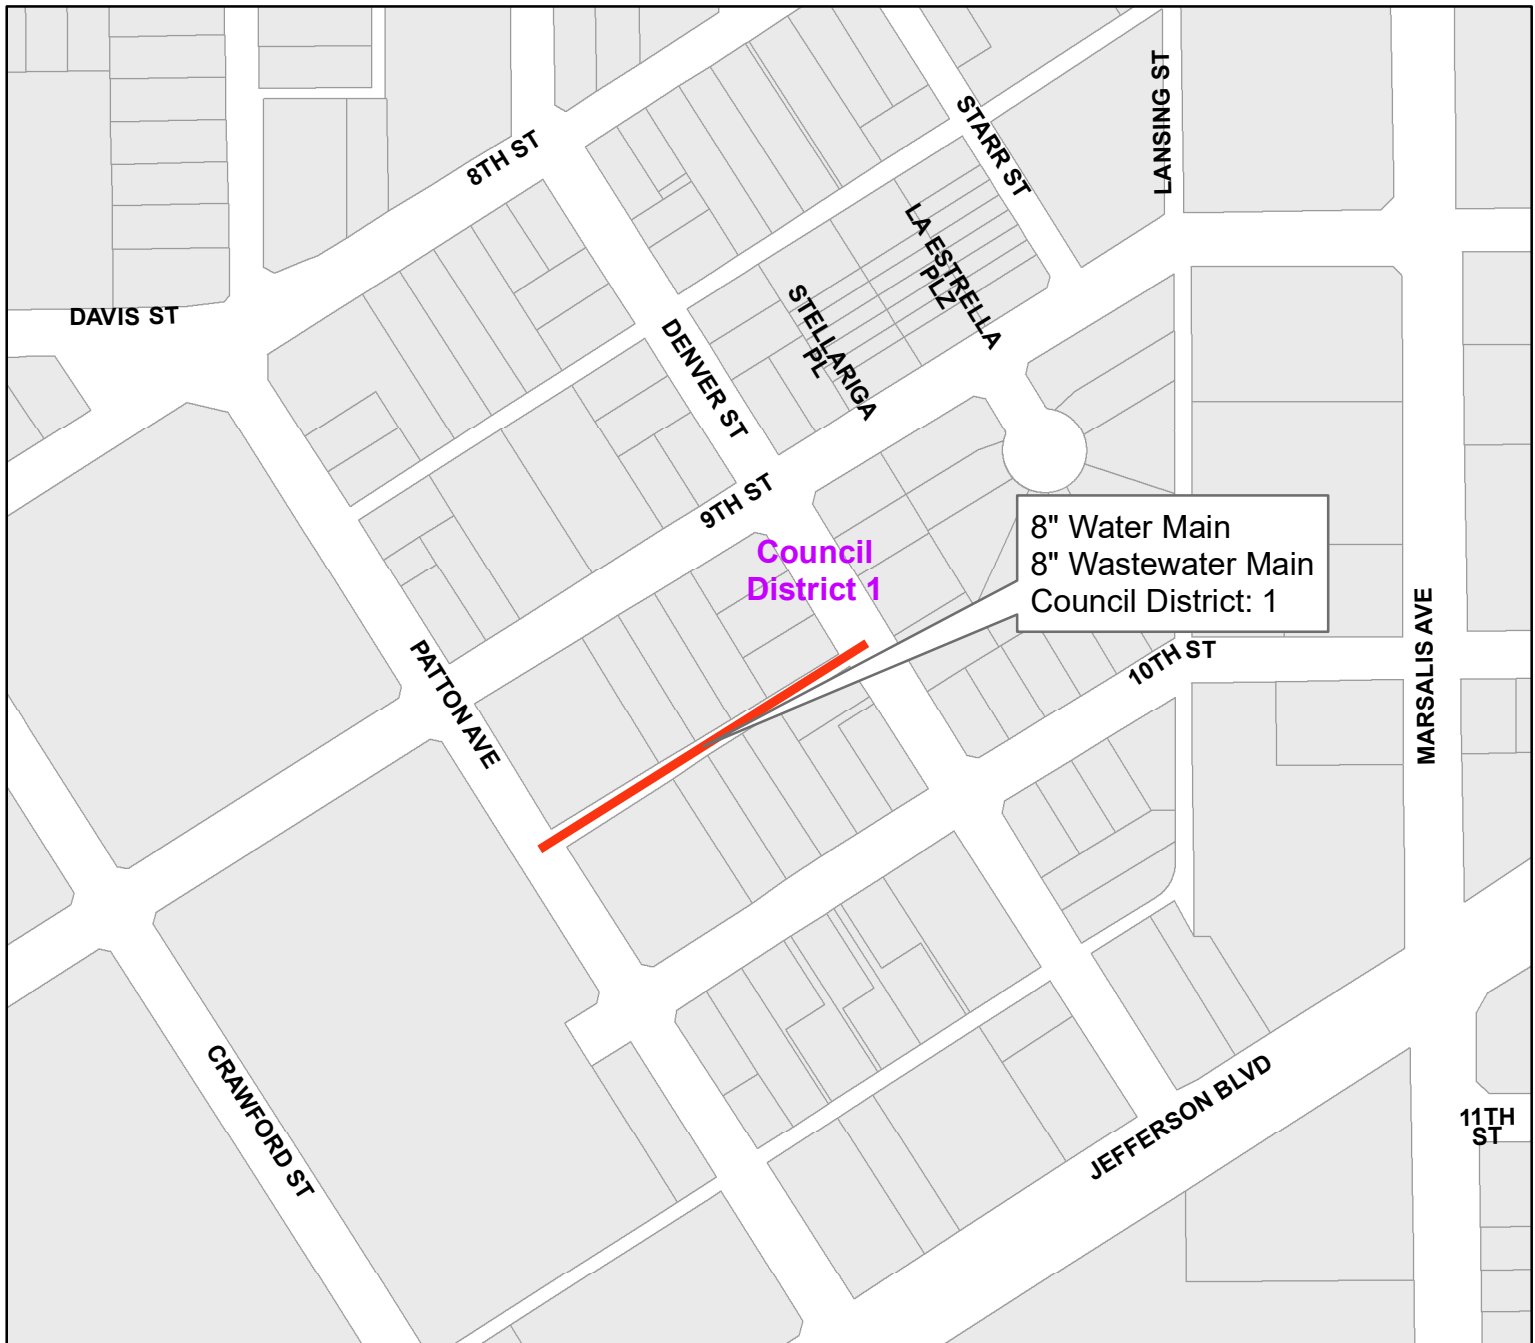 LANSING ST
STARR ST
8TH ST
LA ESTRELLA
PLZ
STELLARIGA
PL
DAVIS ST
DENVER ST
9TH ST
Council
District 1
8" Water Main
8" Wastewater Main
Council District: 1
PATTON AVE
10TH ST
MARSALIS AVE
CRAWFORD ST
JEFFERSON BLVD
11TH
ST